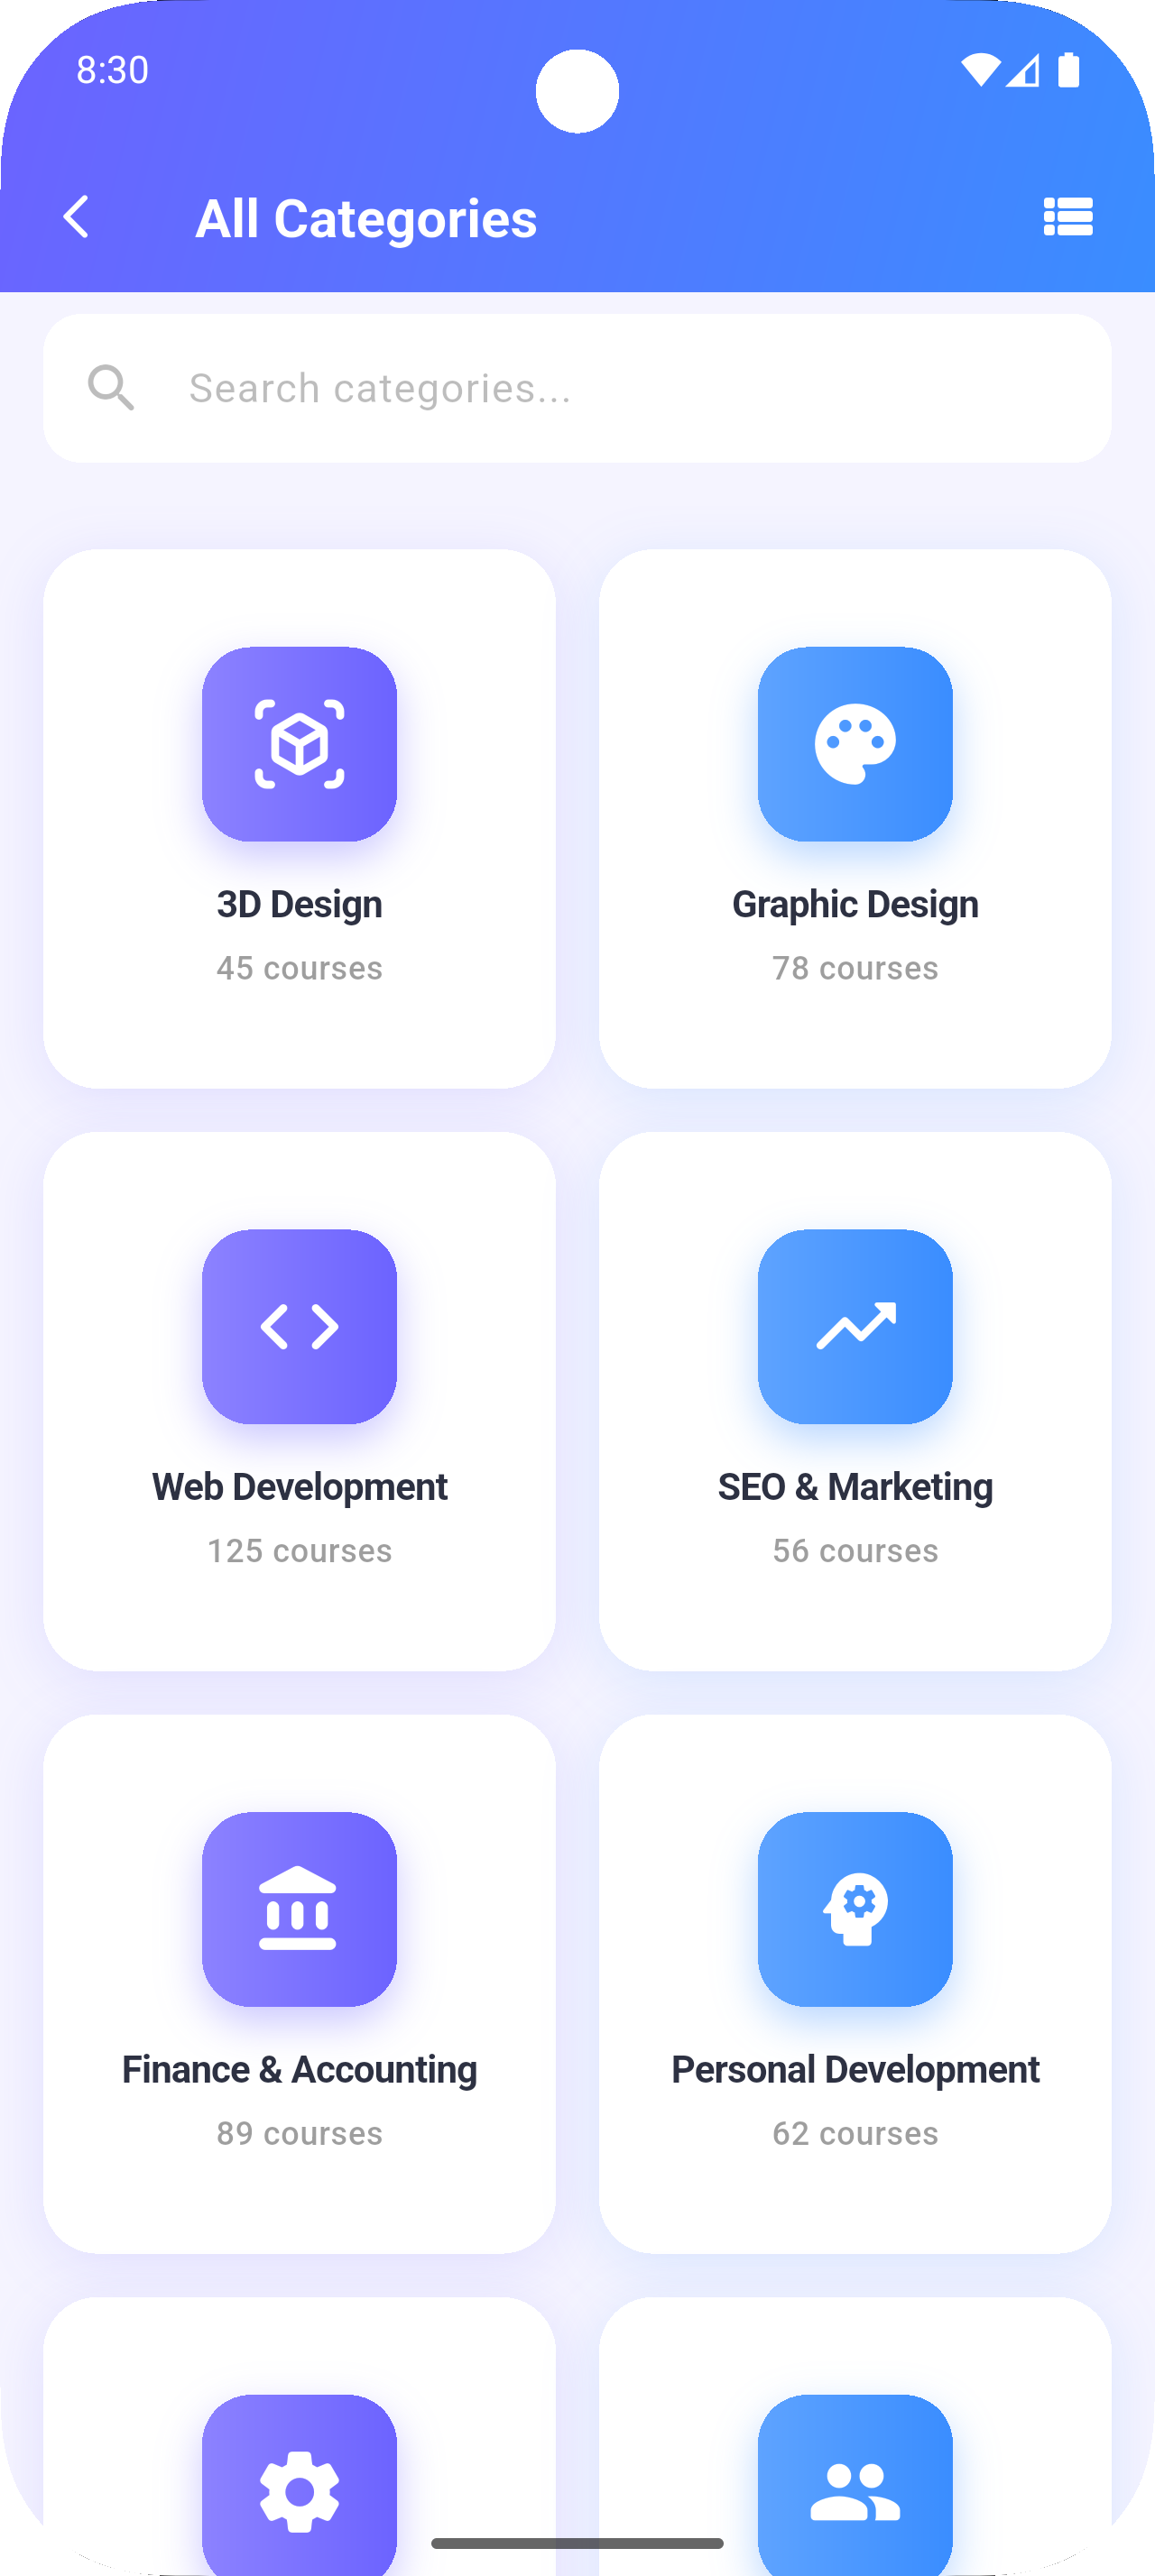 8:30
All Categories
Search categories...
3D Design
45 courses
Graphic Design
78 courses
Web Development
125 courses
SEO & Marketing
56 courses
Finance & Accounting
89 courses
Personal Development
62 courses